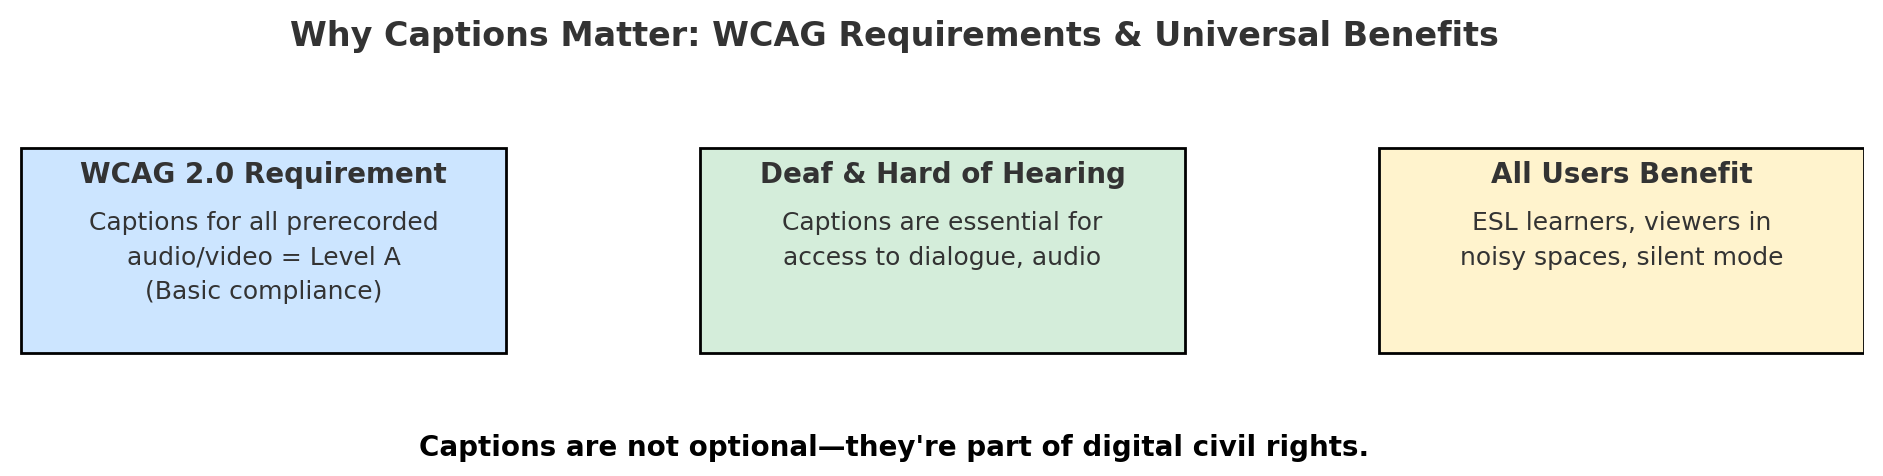 Why Captions Matter: WCAG Requirements & Universal Benefits
WCAG 2.0 Requirement
Captions for all prerecorded
audio/video = Level A
(Basic compliance)
Deaf & Hard of Hearing
Captions are essential for
access to dialogue, audio
All Users Benefit
ESL learners, viewers in
noisy spaces, silent mode
Captions are not optional—they're part of digital civil rights.